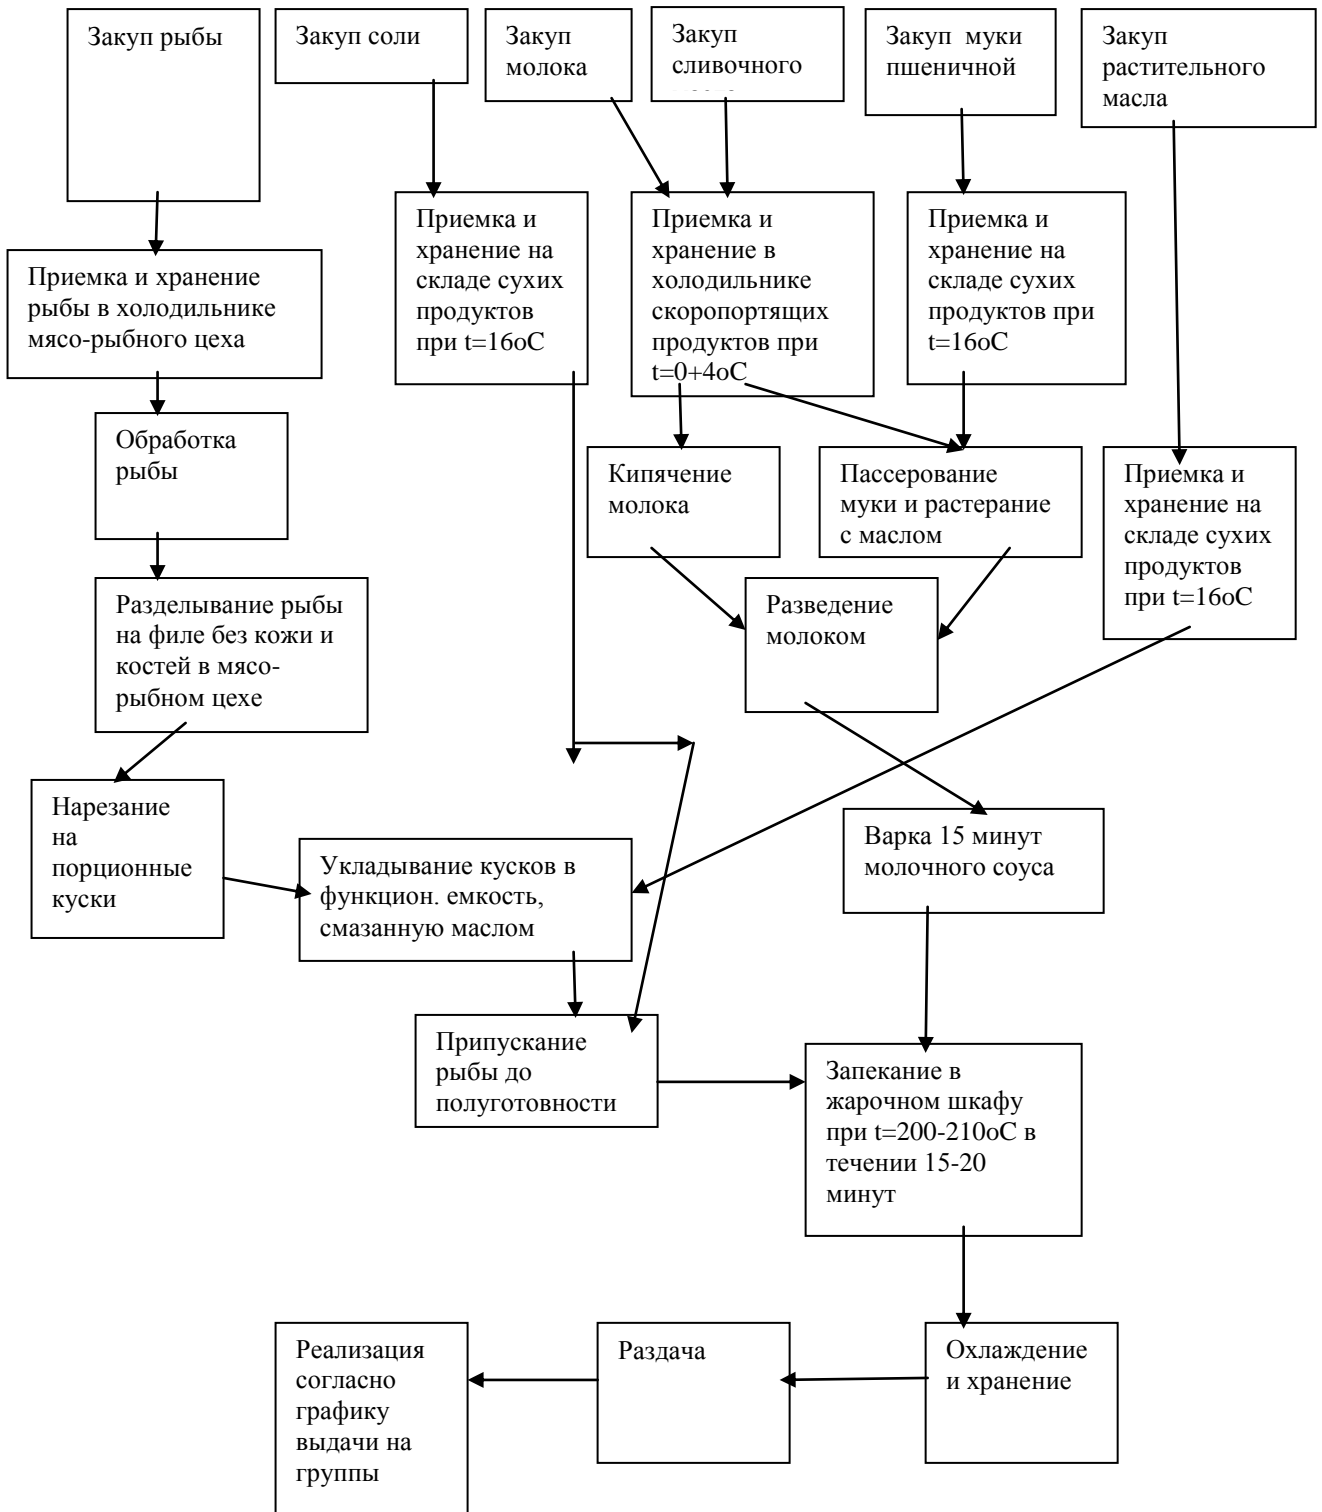 Закуп рыбы
Закуп соли
Закуп
молока
Закуп
сливочного
Закуп  муки
пшеничной
Закуп
растительного
масла
Приемка и
хранение на
складе сухих
продуктов
при t=16оС
Приемка и
хранение в
холодильнике
скоропортящих
продуктов при
t=0+4оС
Приемка и
хранение на
складе сухих
продуктов при
t=16оС
Приемка и хранение
рыбы в холодильнике
мясо-рыбного цеха
Обработка
рыбы
Кипячение
молока
Пассерование
муки и растерание
с маслом
Приемка и
хранение на
складе сухих
продуктов
при t=16оС
Разделывание рыбы
на филе без кожи и
костей в мясо-
рыбном цехе
Разведение
молоком
Нарезание
на
порционные
куски
Укладывание кусков в
функцион. емкость,
смазанную маслом
Варка 15 минут
молочного соуса
Припускание
рыбы до
полуготовности
Запекание в
жарочном шкафу
при t=200-210оС в
течении 15-20
минут
Реализация
согласно
графику
выдачи на
группы
Раздача
Охлаждение
и хранение